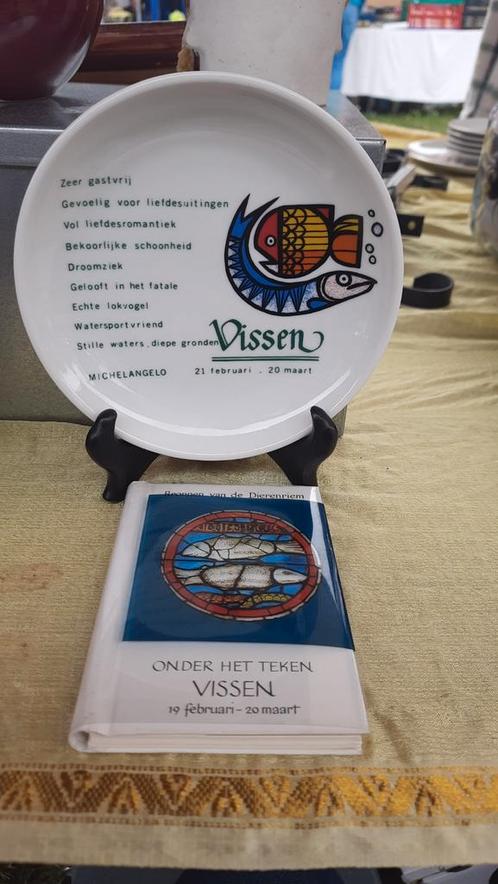 Zeer gastvrij
Gevoelig voor liefdesuitingen
Vol liefdesromantiek
Bekoorlijke schoonheid
Droomziek
Gelooft in het fatale
Echte lokvogel
Watersportvriend
Stille waters, diepe gronden
MICHELANGELO
Vissen
21 februari . 20 maart
van de Dierenriem
ONDER HET TEKEN
VISSEN
19 februari - 20 maart